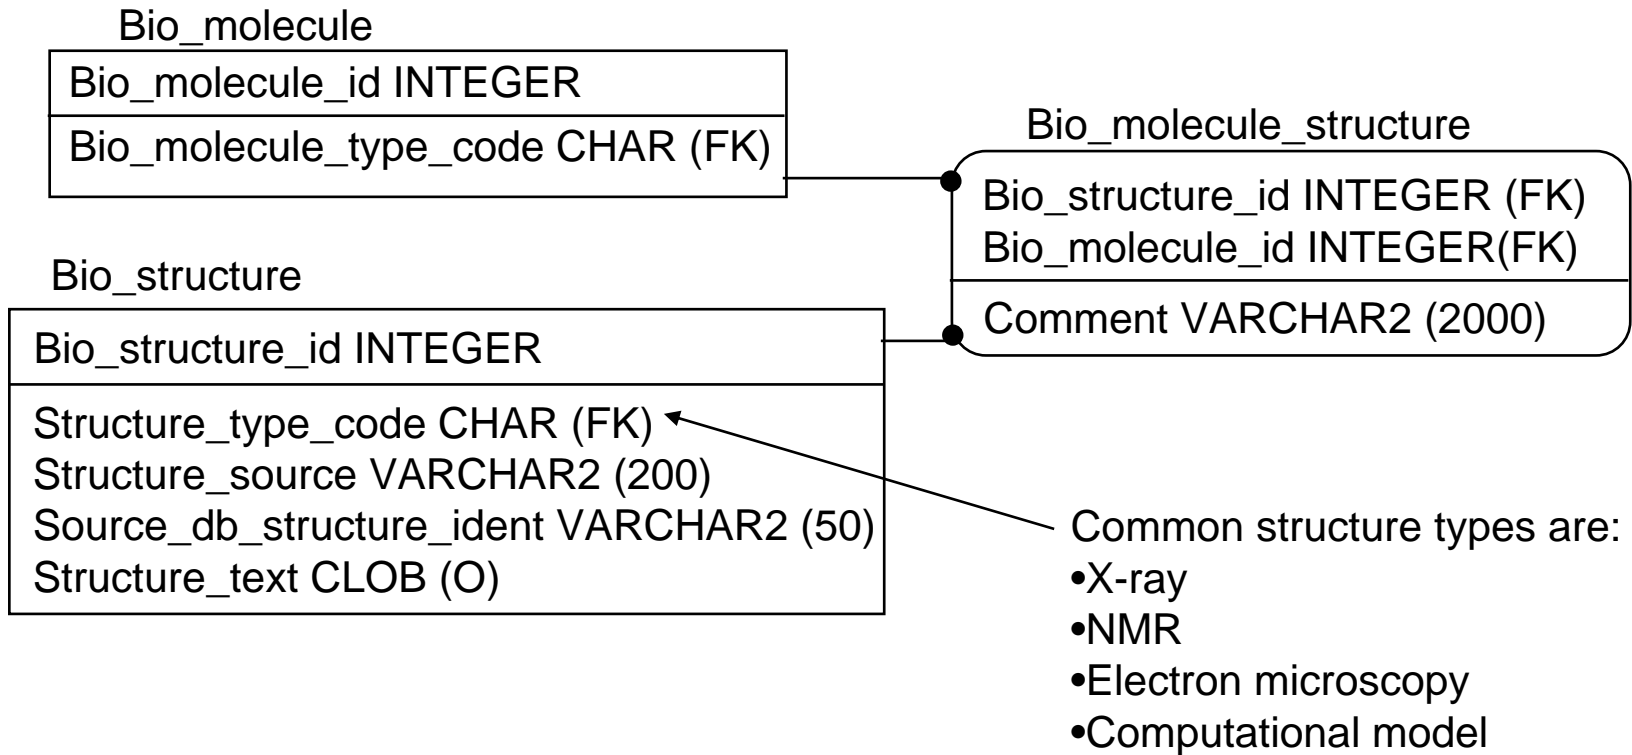 Bio_molecule
Bio_molecule_id INTEGER
Bio_molecule_type_code CHAR (FK)
Bio_molecule_structure
Bio_structure_id INTEGER (FK)
Bio_molecule_id INTEGER(FK)
Comment VARCHAR2 (2000)
Bio_structure
Bio_structure_id INTEGER
Structure_type_code CHAR (FK)
Structure_source VARCHAR2 (200)
Source_db_structure_ident VARCHAR2 (50)
Structure_text CLOB (O)
Common structure types are:
•X-ray
•NMR
•Electron microscopy
•Computational model